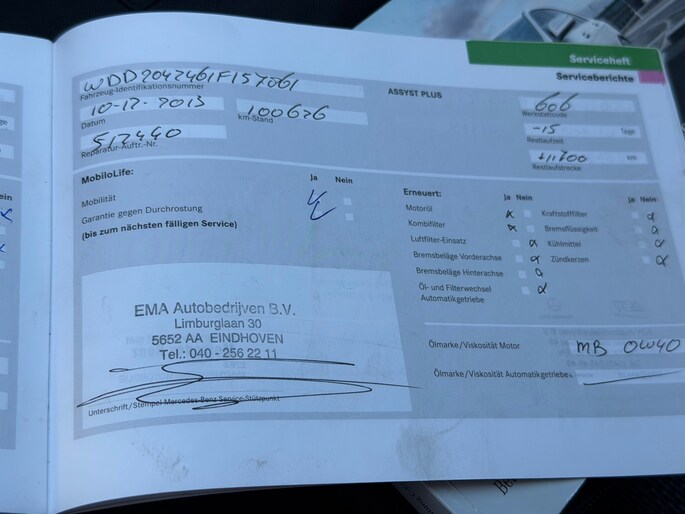 Serviceheft
Serviceberichte
WDD2042461F157061
Fahrzeug-Identifikationsnummer
ASSYST PLUS
10-12-2013
Datum
100626
km-Stand
512440
Reparatur-Auftr.-Nr.
606
Werkstattcode
-15 Tage
Restlaufzeit
+11700 km
Restlaufstrecke
MobiloLife:
Ja Nein
Mobilität
Garantie gegen Durchrostung
(bis zum nächsten fälligen Service)
Erneuert:
Ja Nein
Ja Nein
Motoröl
Kraftstofffilter
Kombifilter
Bremsflüssigkeit
Luftfilter-Einsatz
Kühlmittel
Bremsbeläge Vorderachse
Zündkerzen
Bremsbeläge Hinterachse
Öl- und Filterwechsel
Automatikgetriebe
EMA Autobedrijven B.V.
Limburglaan 30
5652 AA EINDHOVEN
Tel.: 040 - 256 22 11
Unterschrift/Stempel Mercedes-Benz Service-Stützpunkt
Ölmarke/Viskosität Motor
MB 0W40
Ölmarke/Viskosität Automatikgetriebe